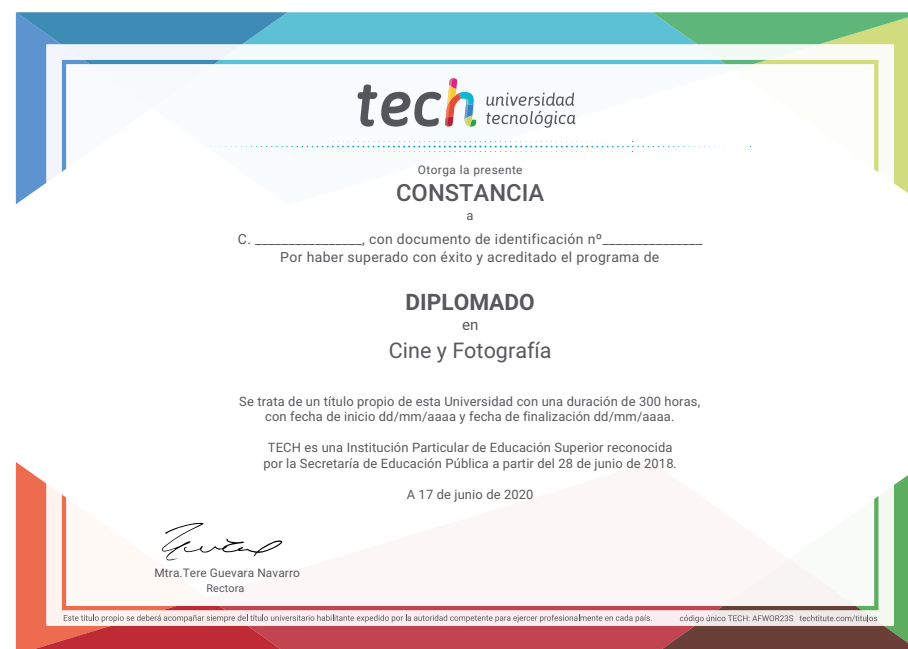 tech universidad
tecnológica
Otorga la presente
CONSTANCIA
a
C. ________________, con documento de identificación nº_______________
Por haber superado con éxito y acreditado el programa de
DIPLOMADO
en
Cine y Fotografía
Se trata de un título propio de esta Universidad con una duración de 300 horas,
con fecha de inicio dd/mm/aaaa y fecha de finalización dd/mm/aaaa.
TECH es una Institución Particular de Educación Superior reconocida
por la Secretaría de Educación Pública a partir del 28 de junio de 2018.
A 17 de junio de 2020
Mtra.Tere Guevara Navarro
Rectora
Este título propio se deberá acompañar siempre del título universitario habilitante expedido por la autoridad competente para ejercer profesionalmente en cada país. código único TECH: AFWOR23S techtitute.com/titulos